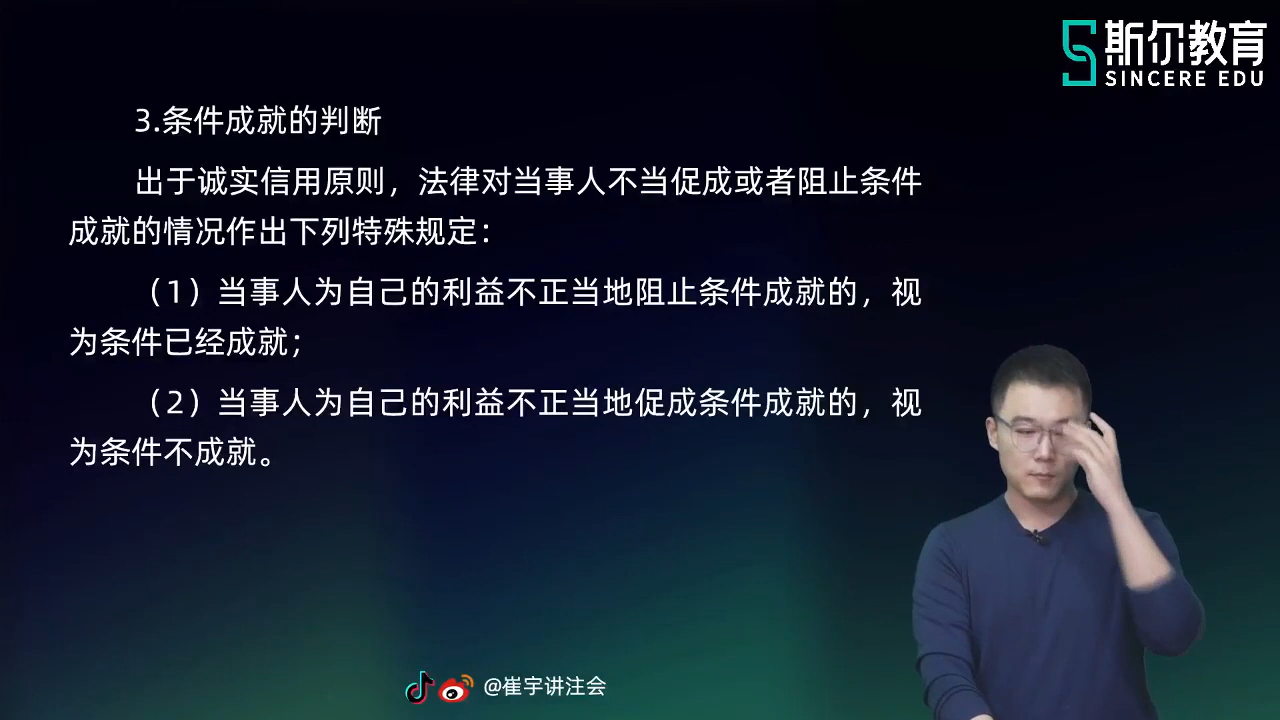 斯尔教育
SINCERE EDU
3.条件成就的判断
出于诚实信用原则，法律对当事人不当促成或者阻止条件
成就的情况作出下列特殊规定：
（1）当事人为自己的利益不正当地阻止条件成就的，视
为条件已经成就；
（2）当事人为自己的利益不正当地促成条件成就的，视
为条件不成就。
@崔宇讲注会